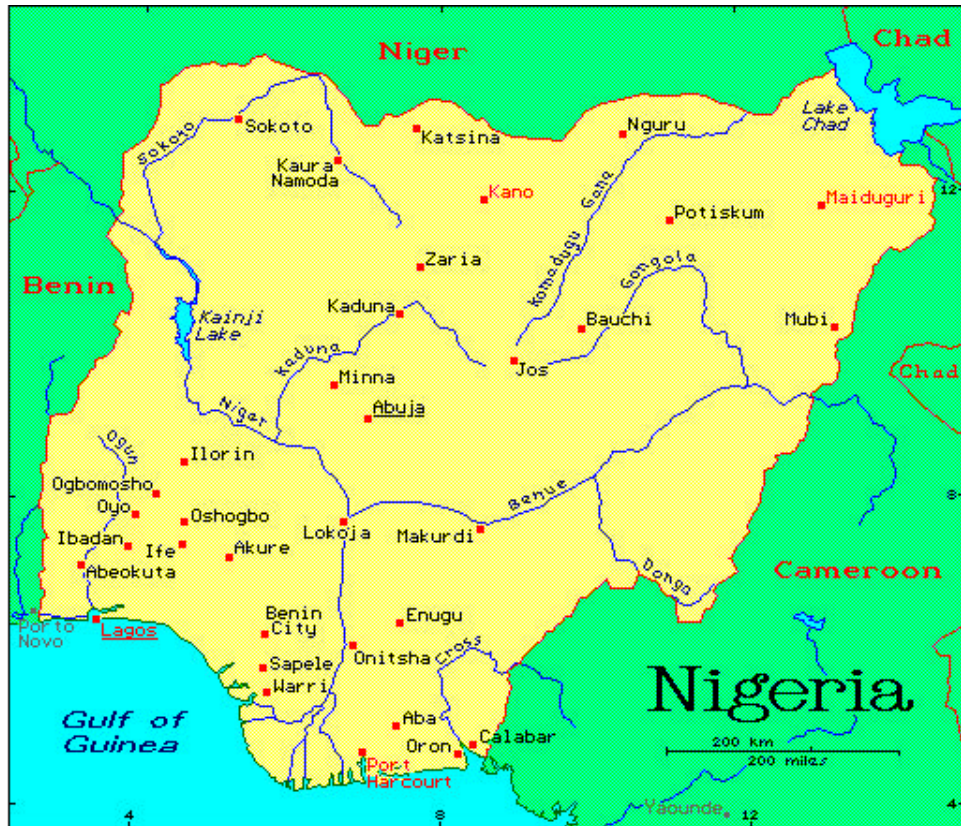 Niger
Chad
Lake
Chad
Sokoto
Sokoto
Katsina
Nguru
Kaura
Namoda
Kano
Komadugu Gana
Potiskum
Maiduguri
12
Zaria
Gongola
Benin
Kainji
Lake
Kaduna
Bauchi
Mubi
Kaduna
Jos
Minna
Chad
Niger
Abuja
Ogun
Ilorin
Ogbomosho
Benue
8
Oyo
Oshogbo
Lokoja
Makurdi
Ibadan
Ife
Akure
Abeokuta
Donga
Cameroon
Porto
Novo
Lagos
Benin
City
Enugu
Onitsha
Cross
Sapele
Warri
Nigeria
Gulf of
Guinea
Aba
Oron
Calabar
200 km
200 miles
Port
Harcourt
Yaounde
4
8
12
4